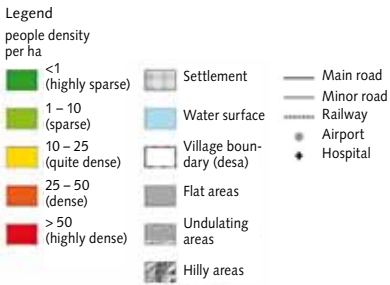 Legend
people density
per ha
<1
(highly sparse)
1 – 10
(sparse)
10 – 25
(quite dense)
25 – 50
(dense)
> 50
(highly dense)
Settlement
Water surface
Village boun-
dary (desa)
Flat areas
Undulating
areas
Hilly areas
Main road
Minor road
Railway
Airport
Hospital